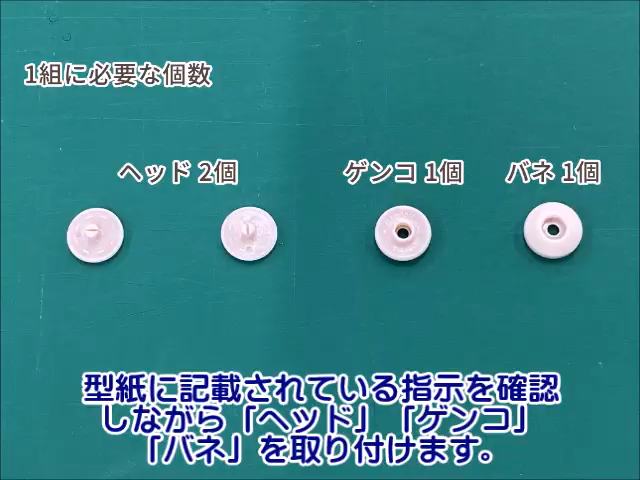 1組に必要な個数
ヘッド 2個
ゲンコ 1個
バネ 1個
型紙に記載されている指示を確認
しながら「ヘッド」「ゲンコ」
「バネ」を取り付けます。